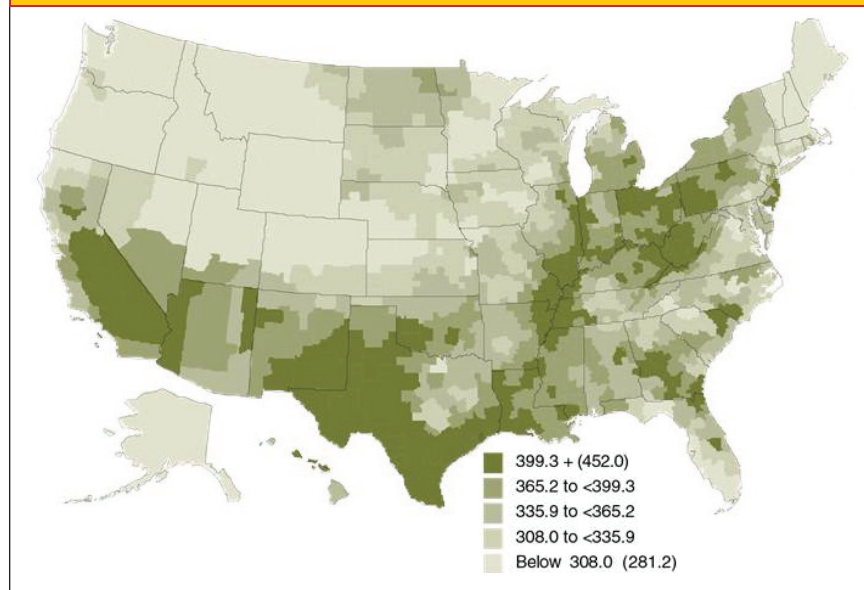 399.3 + (452.0)
365.2 to <399.3
335.9 to <365.2
308.0 to <335.9
Below 308.0 (281.2)